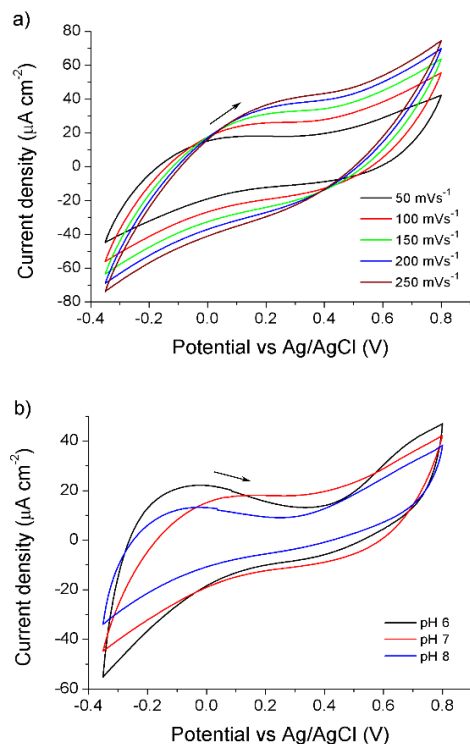 a)
80
60
40
20
0
-20
-40
-60
-80
Current density (μA cm⁻²)
50 mVs⁻¹
100 mVs⁻¹
150 mVs⁻¹
200 mVs⁻¹
250 mVs⁻¹
-0.4 -0.2 0.0 0.2 0.4 0.6 0.8
Potential vs Ag/AgCl (V)
b)
40
20
0
-20
-40
-60
Current density (μA cm⁻²)
pH 6
pH 7
pH 8
-0.4 -0.2 0.0 0.2 0.4 0.6 0.8
Potential vs Ag/AgCl (V)